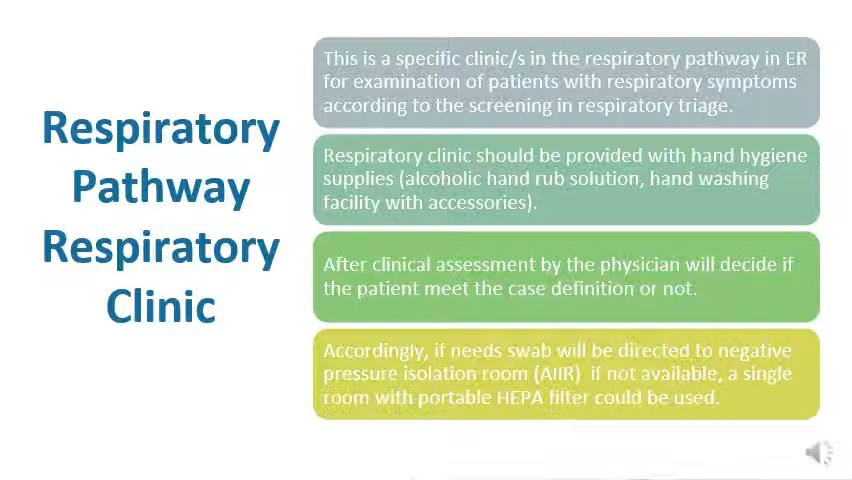 Respiratory
Pathway
Respiratory
Clinic
This is a specific clinic/s in the respiratory pathway in ER
for examination of patients with respiratory symptoms
according to the screening in respiratory triage.
Respiratory clinic should be provided with hand hygiene
supplies (alcoholic hand rub solution, hand washing
facility with accessories).
After clinical assessment by the physician will decide if
the patient meet the case definition or not.
Accordingly, if needs swab will be directed to negative
pressure isolation room (AIIR)  if not available, a single
room with portable HEPA filter could be used.